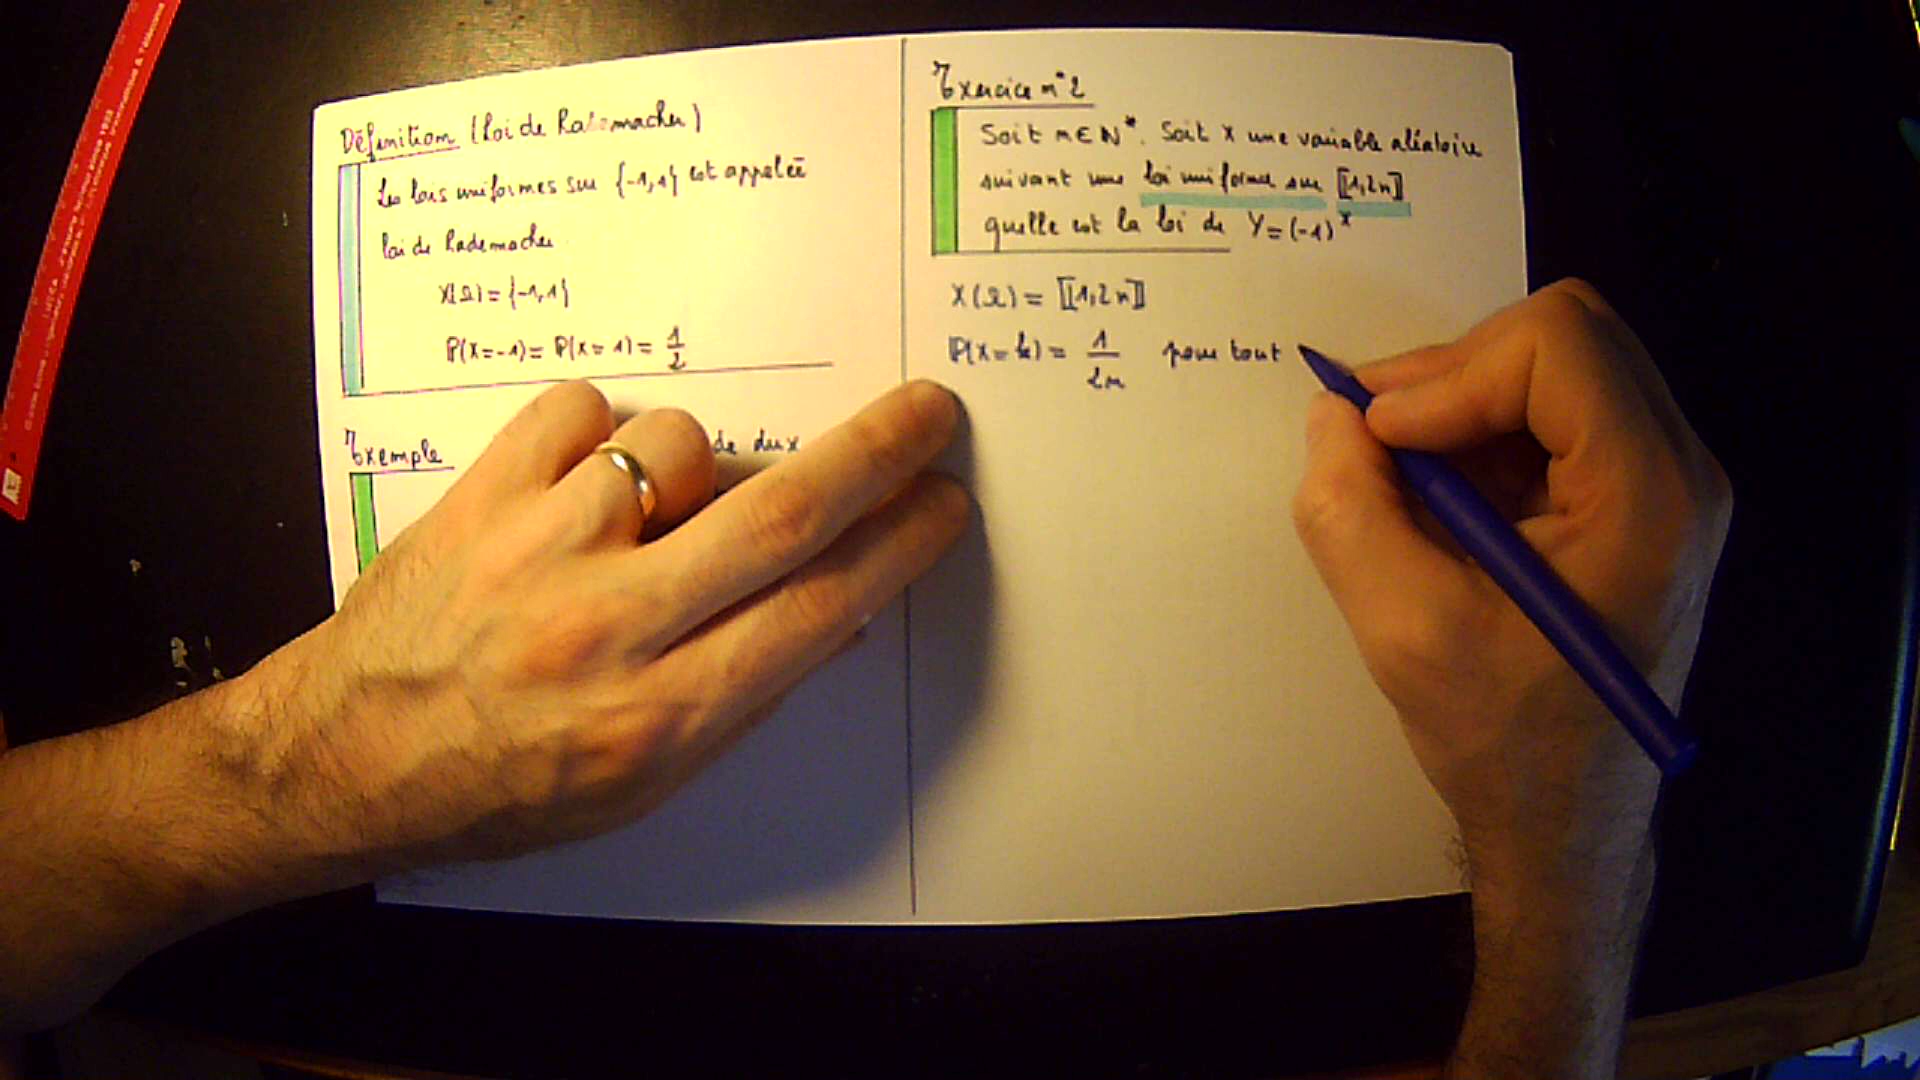 Définition (Loi de Rademacher)
Les lois uniformes sur {-1,1} est appelée
loi de Rademacher.
X(Ω) = {-1,1}
P(X=-1) = P(X=1) = 1/2
Exemple de deux
Exercice n°2
Soit n ∈ ℕ*. Soit X une variable aléatoire
suivant une loi uniforme sur ⟦1,2n⟧
quelle est la loi de Y = (-1)^X
X(Ω) = ⟦1,2n⟧
P(X=k) = 1/2n pour tout